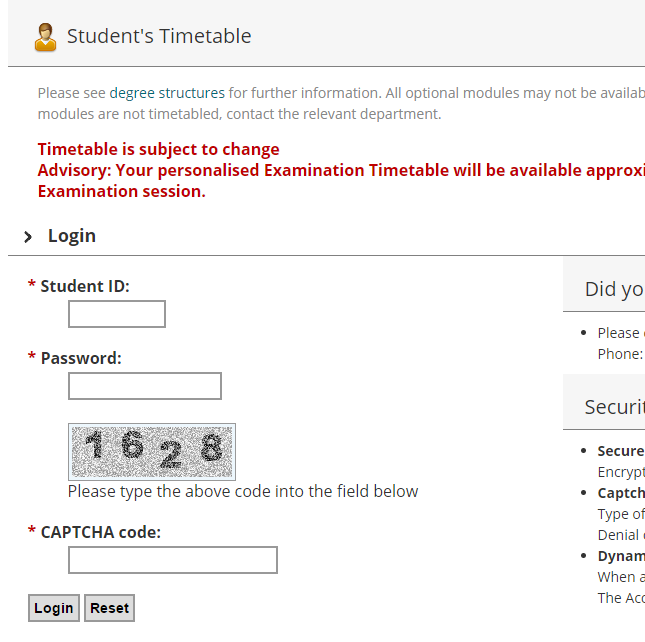 Student's Timetable
Please see degree structures for further information. All optional modules may not be availab
modules are not timetabled, contact the relevant department.
Timetable is subject to change
Advisory: Your personalised Examination Timetable will be available approxi
Examination session.
Login
* Student ID:
* Password:
1628
Please type the above code into the field below
* CAPTCHA code:
Login Reset
Did yo
Please
Phone:
Securit
Secure
Encrypt
Captch
Type of
Denial
Dynam
When a
The Acc